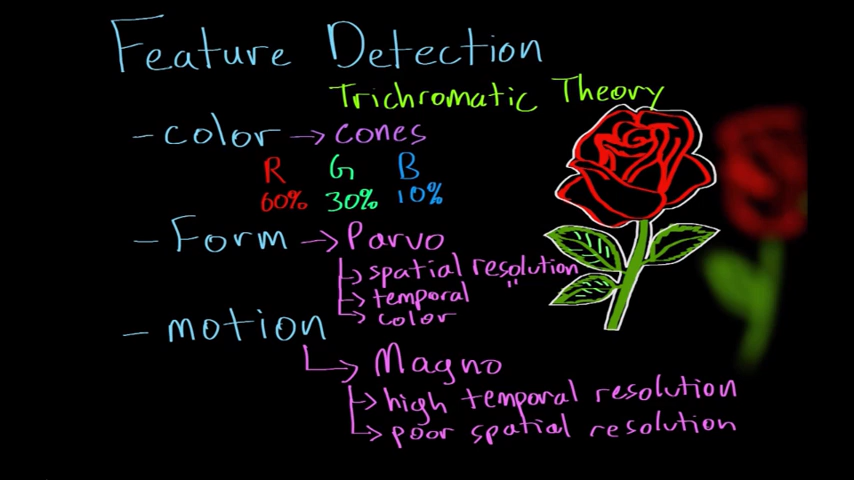 Feature Detection
Trichromatic Theory
- color → cones
R G B
60% 30% 10%
- Form → Parvo
→ spatial resolution
→ temporal "
→ color
- motion
→ Magno
→ high temporal resolution
→ poor spatial resolution